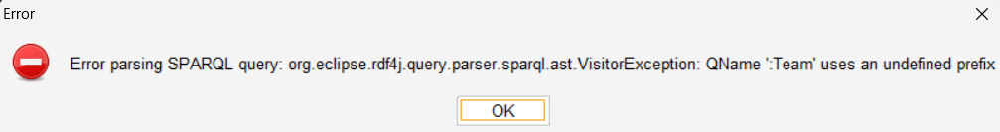 Error
Error parsing SPARQL query: org.eclipse.rdf4j.query.parser.sparql.ast.VisitorException: QName ':Team' uses an undefined prefix
OK